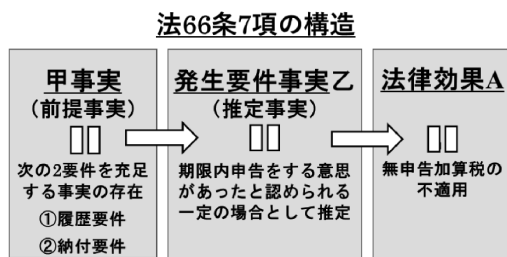 法66条7項の構造
甲事実
（前提事実）
次の2要件を充足
する事実の存在
①履歴要件
②納付要件
発生要件事実乙
（推定事実）
期限内申告をする意思
があったと認められる
一定の場合として推定
法律効果A
無申告加算税の
不適用